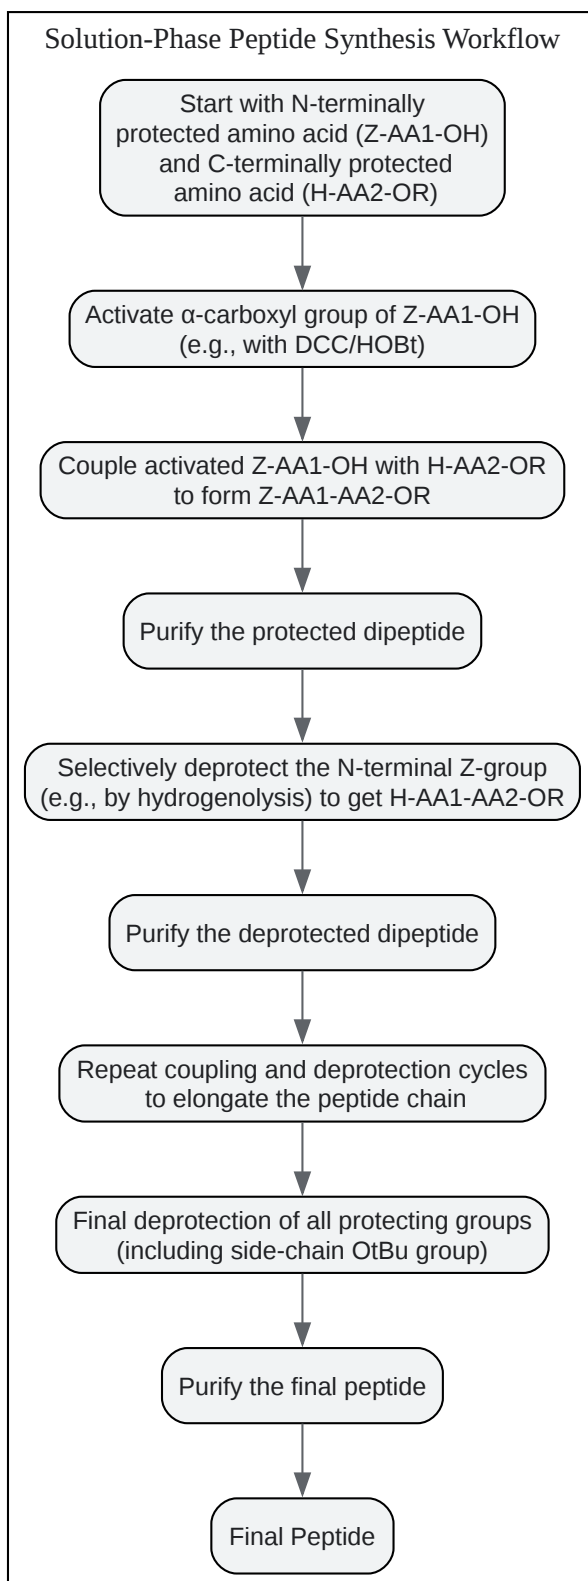 Solution-Phase Peptide Synthesis Workflow
Start with N-terminally
protected amino acid (Z-AA1-OH)
and C-terminally protected
amino acid (H-AA2-OR)
Activate α-carboxyl group of Z-AA1-OH
(e.g., with DCC/HOBt)
Couple activated Z-AA1-OH with H-AA2-OR
to form Z-AA1-AA2-OR
Purify the protected dipeptide
Selectively deprotect the N-terminal Z-group
(e.g., by hydrogenolysis) to get H-AA1-AA2-OR
Purify the deprotected dipeptide
Repeat coupling and deprotection cycles
to elongate the peptide chain
Final deprotection of all protecting groups
(including side-chain OtBu group)
Purify the final peptide
Final Peptide